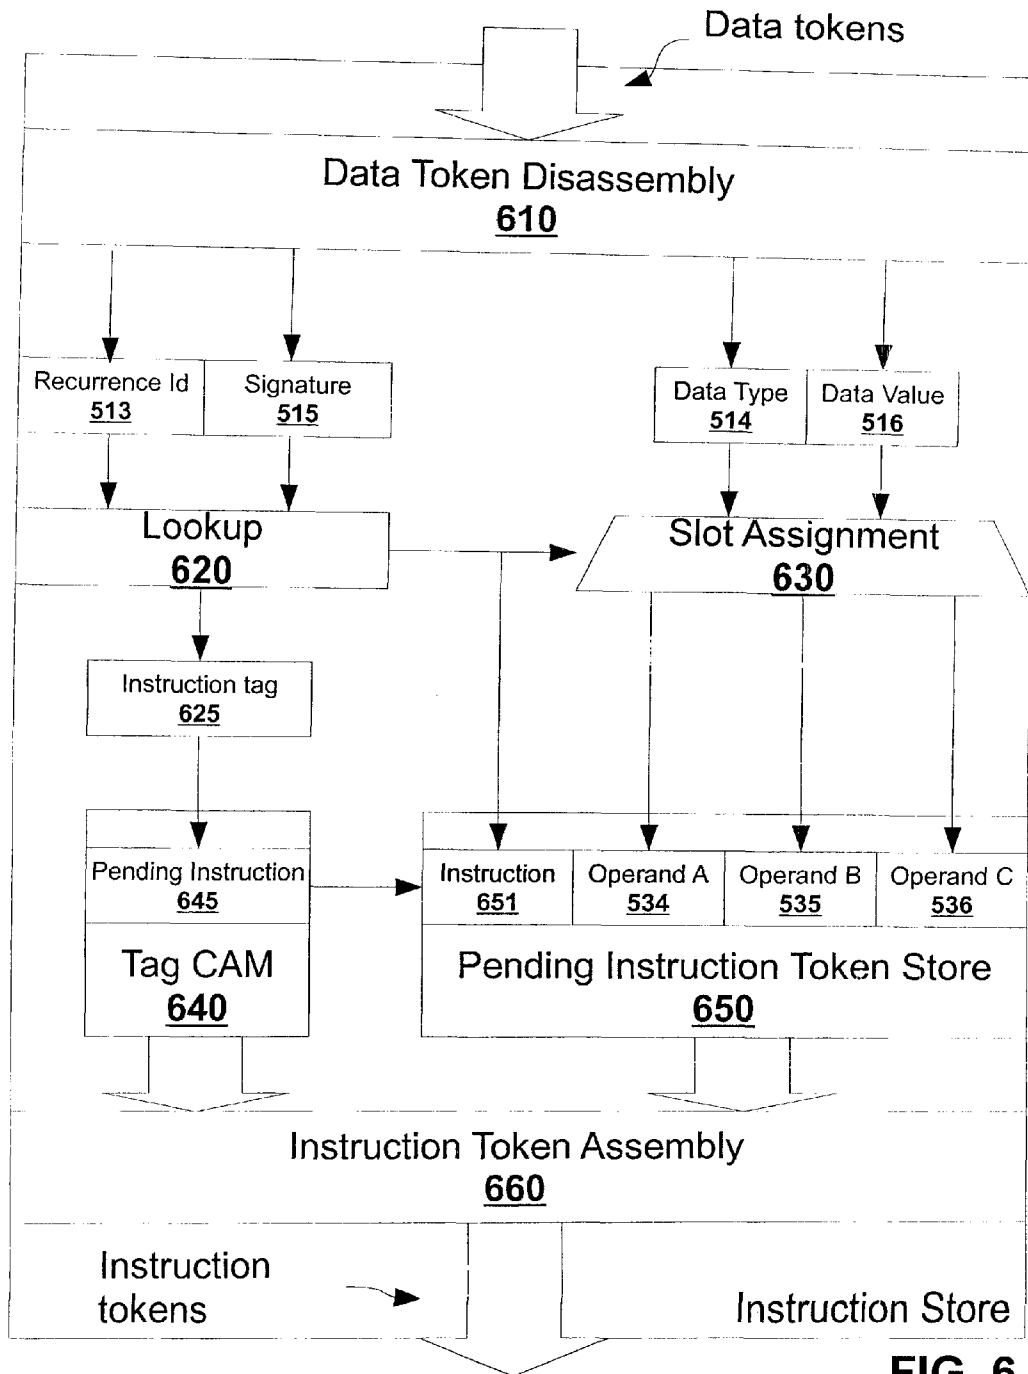 Data tokens
Data Token Disassembly
610
Recurrence Id
513
Signature
515
Data Type
514
Data Value
516
Lookup
620
Slot Assignment
630
Instruction tag
625
Pending Instruction
645
Instruction
651
Operand A
534
Operand B
535
Operand C
536
Tag CAM
640
Pending Instruction Token Store
650
Instruction Token Assembly
660
Instruction
tokens
Instruction Store
FIG. 6